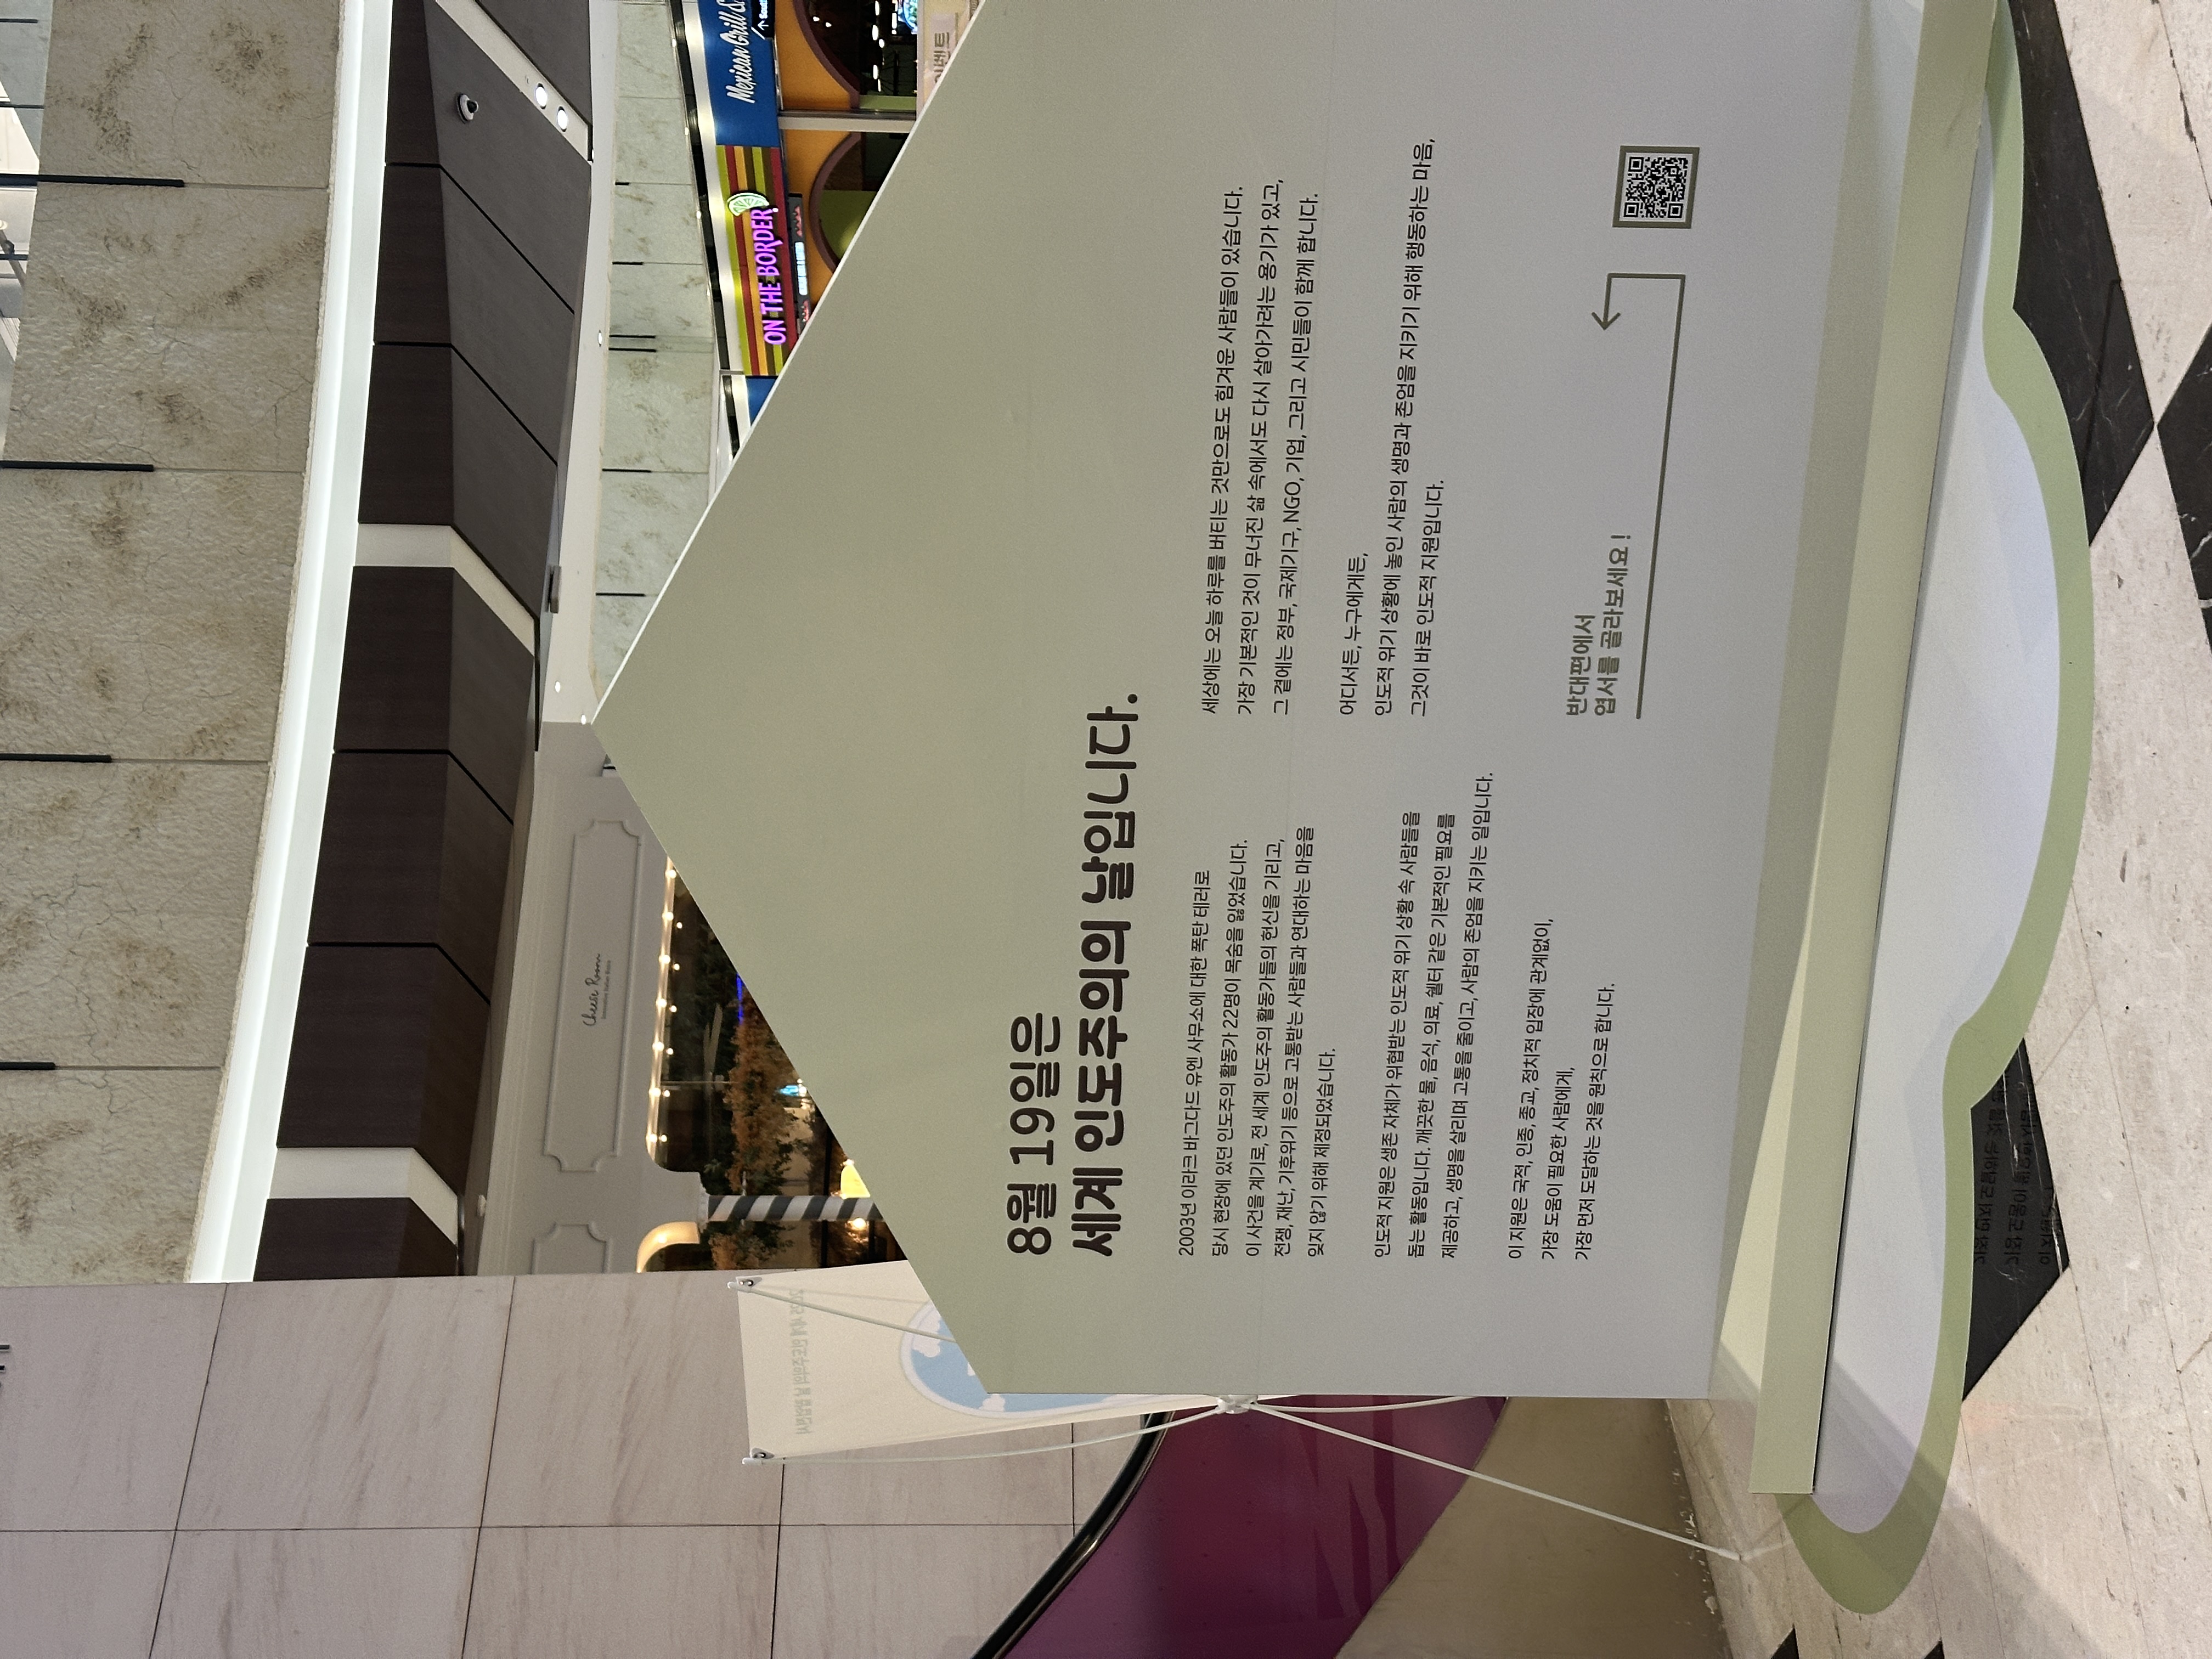 8월 19일은
세계 인도주의의 날입니다.
2003년 이라크 바그다드 유엔 사무소에 대한 폭탄 테러로
당시 현장에 있던 인도주의 활동가 22명이 목숨을 잃었습니다.
이 사건을 계기로, 전 세계 인도주의 활동가들의 헌신을 기리고,
전쟁, 재난, 기후위기 등으로 고통받는 사람들과 연대하는 마음을
잊지 않기 위해 제정되었습니다.
인도적 지원은 생존 자체가 위협받는 인도적 위기 상황 속 사람들을
돕는 활동입니다. 깨끗한 물, 음식, 의료, 쉘터 같은 기본적인 필요를
제공하고, 생명을 살리며 고통을 줄이고, 사람의 존엄을 지키는 일입니다.
이 지원은 국적, 인종, 종교, 정치적 입장에 관계없이,
가장 도움이 필요한 사람에게,
가장 먼저 도달하는 것을 원칙으로 합니다.
세상에는 오늘 하루를 버티는 것만으로도 힘겨운 사람들이 있습니다.
가장 기본적인 것이 무너진 삶 속에서도 다시 살아가려는 용기가 있고,
그 곁에는 정부, 국제기구, NGO, 기업, 그리고 시민들이 함께 합니다.
어디서든, 누구에게든,
인도적 위기 상황에 놓인 사람의 생명과 존엄을 지키기 위해 행동하는 마음,
그것이 바로 인도적 지원입니다.
반대편에서
엽서를 골라보세요!
Cheese Room
ON THE BORDER
Mexican Grill &
이벤트